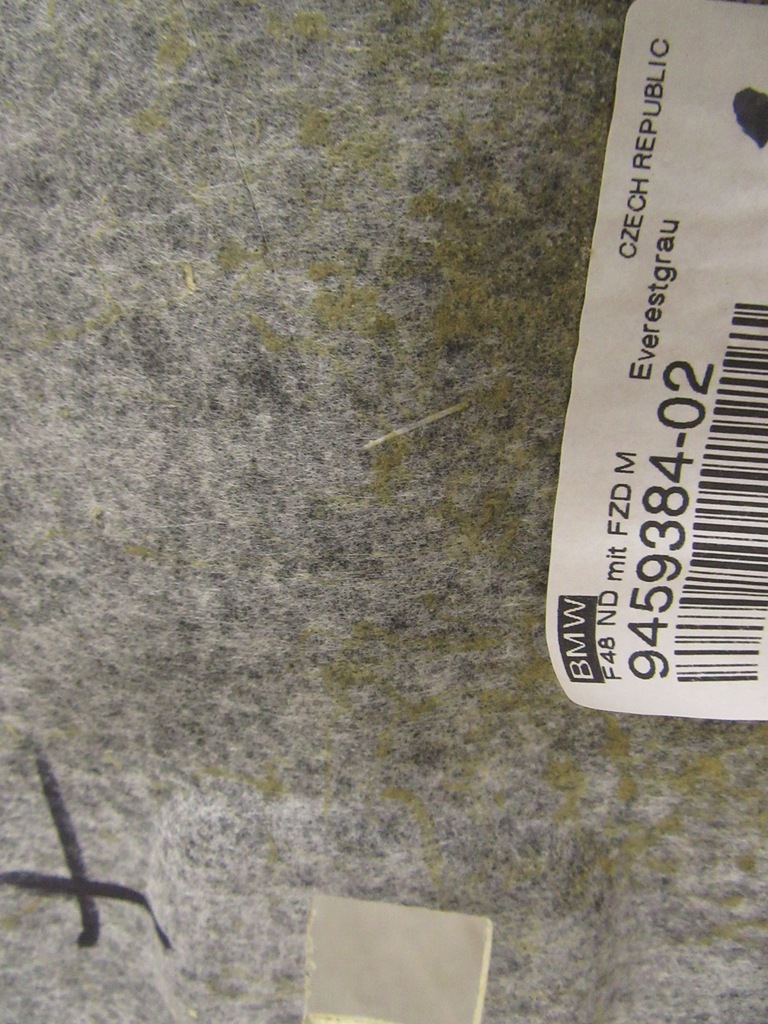 BMW
F48 ND mit FZD M
9459384-02
Everestgrau
CZECH REPUBLIC